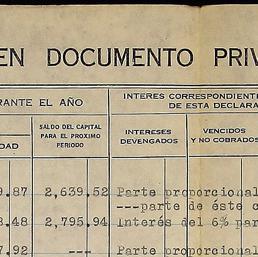 EN DOCUMENTO PRIV
RANTE EL AÑO
INTERES CORRESPONDIENTE
DE ESTA DECLARA
SALDO DEL CAPITAL
PARA EL PROXIMO
PERIODO
INTERESES
DEVENGADOS
VENCIDOS
Y NO COBRADOS
DAD
9.87 2,639.52 Parte proporcional
---parte de éste c
8.48 2,795.94 Interés del 6% par
7.92 --- Parte proporcional